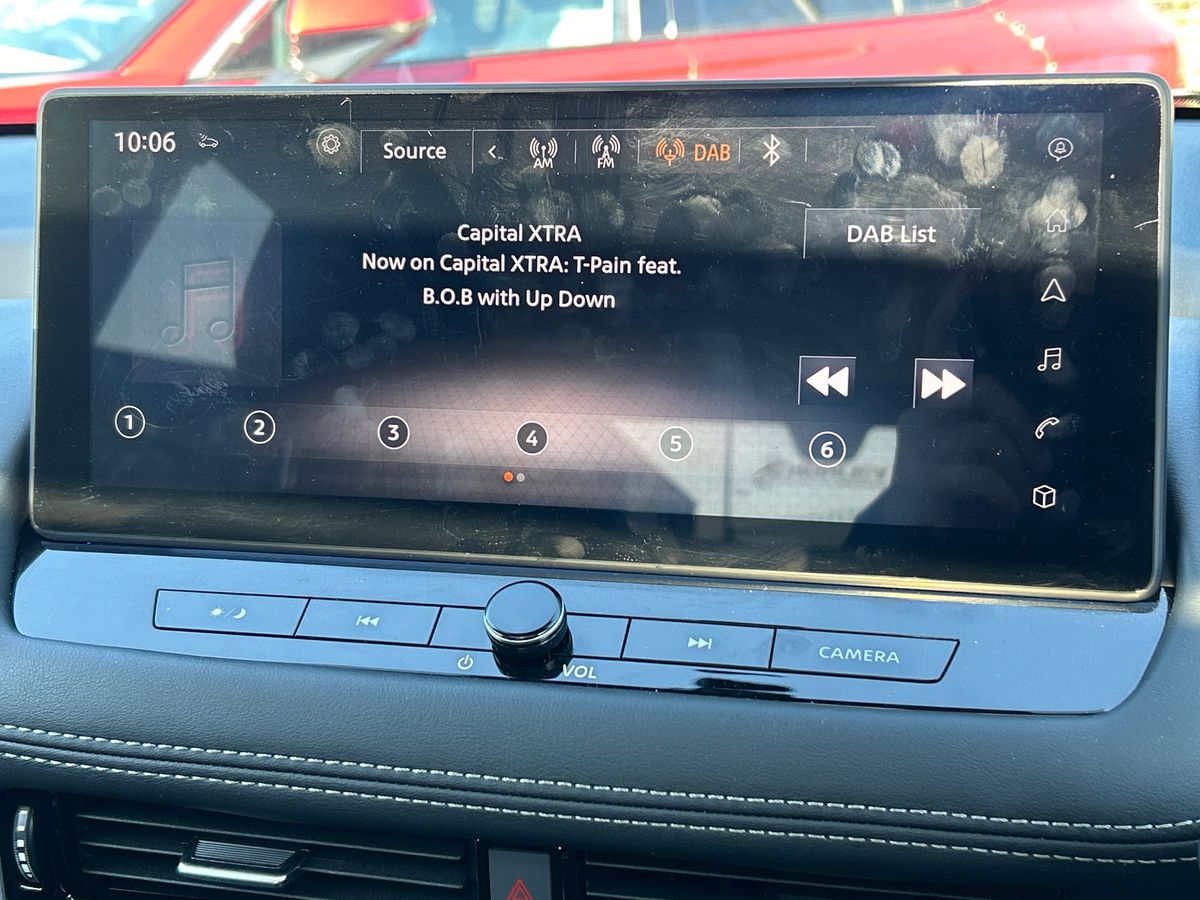 10:06
Source
AM
FM
DAB
Capital XTRA
DAB List
Now on Capital XTRA: T-Pain feat.
B.O.B with Up Down
1
2
3
4
5
6
VOL
CAMERA